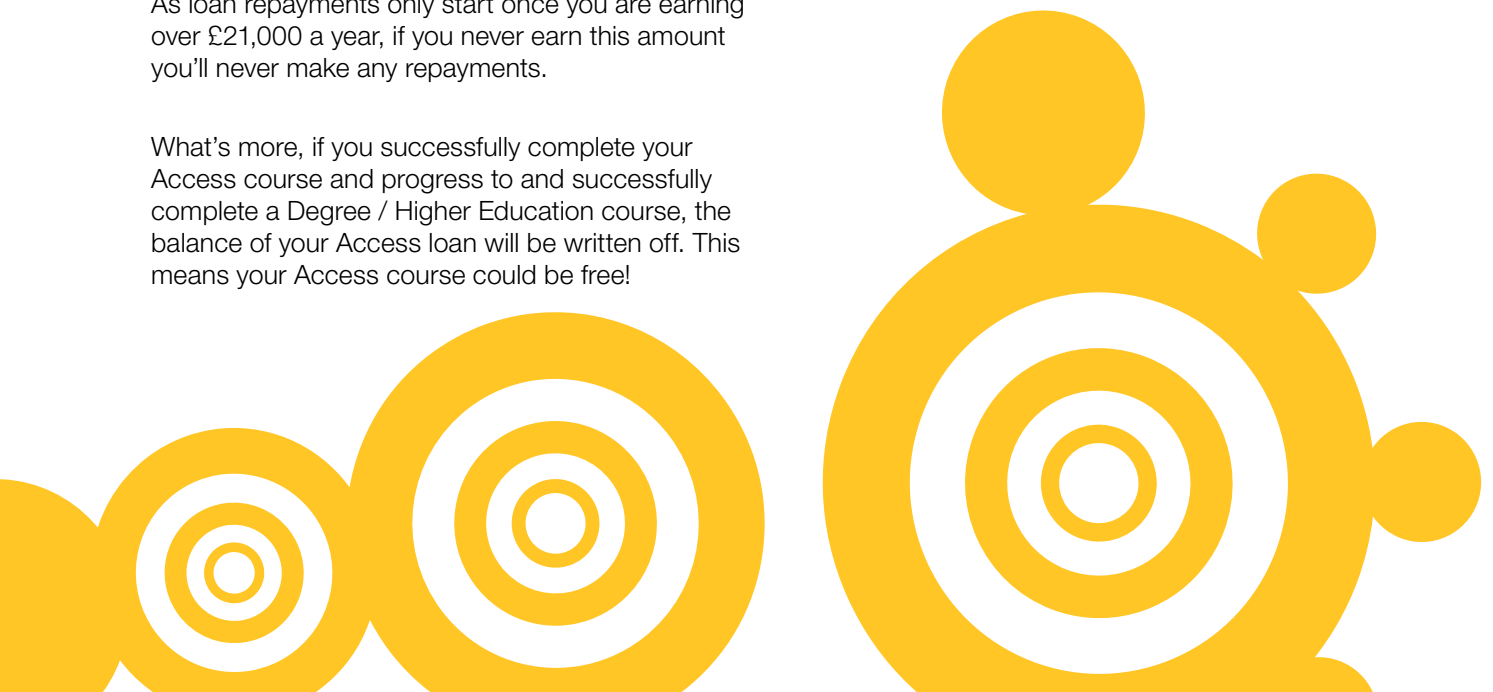 As loan repayments only start once you are earning
over £21,000 a year, if you never earn this amount
you'll never make any repayments.
What's more, if you successfully complete your
Access course and progress to and successfully
complete a Degree / Higher Education course, the
balance of your Access loan will be written off. This
means your Access course could be free!